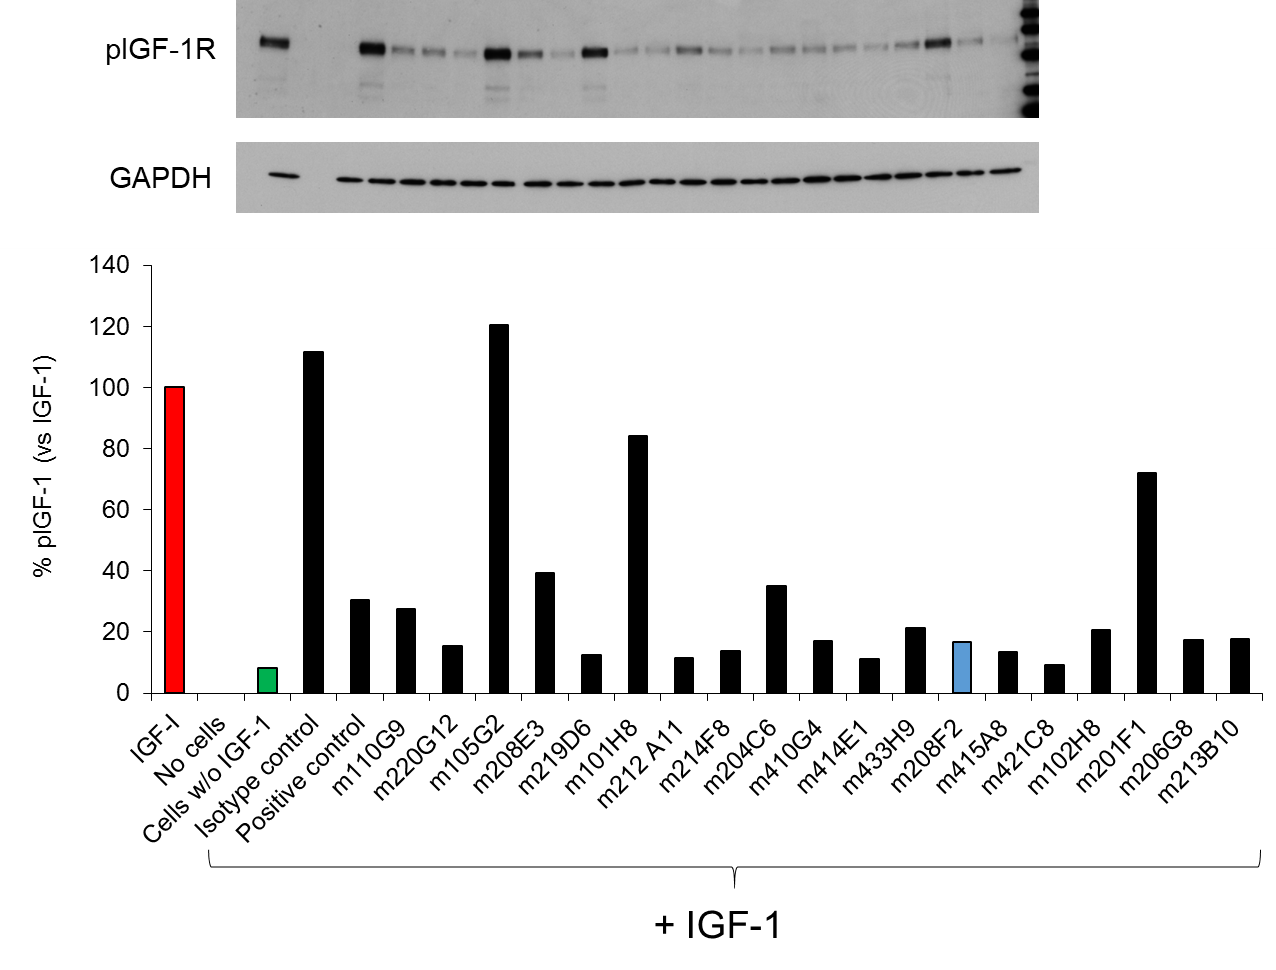 pIGF-1R
GAPDH
% pIGF-1 (vs IGF-1)
140
120
100
80
60
40
20
0
IGF-I
No cells
Cells w/o IGF-1
Isotype control
Positive control
m110G9
m220G12
m105G2
m208E3
m219D6
m101H8
m212 A11
m214F8
m204C6
m410G4
m414E1
m433H9
m208F2
m415A8
m421C8
m102H8
m201F1
m206G8
m213B10
+ IGF-1